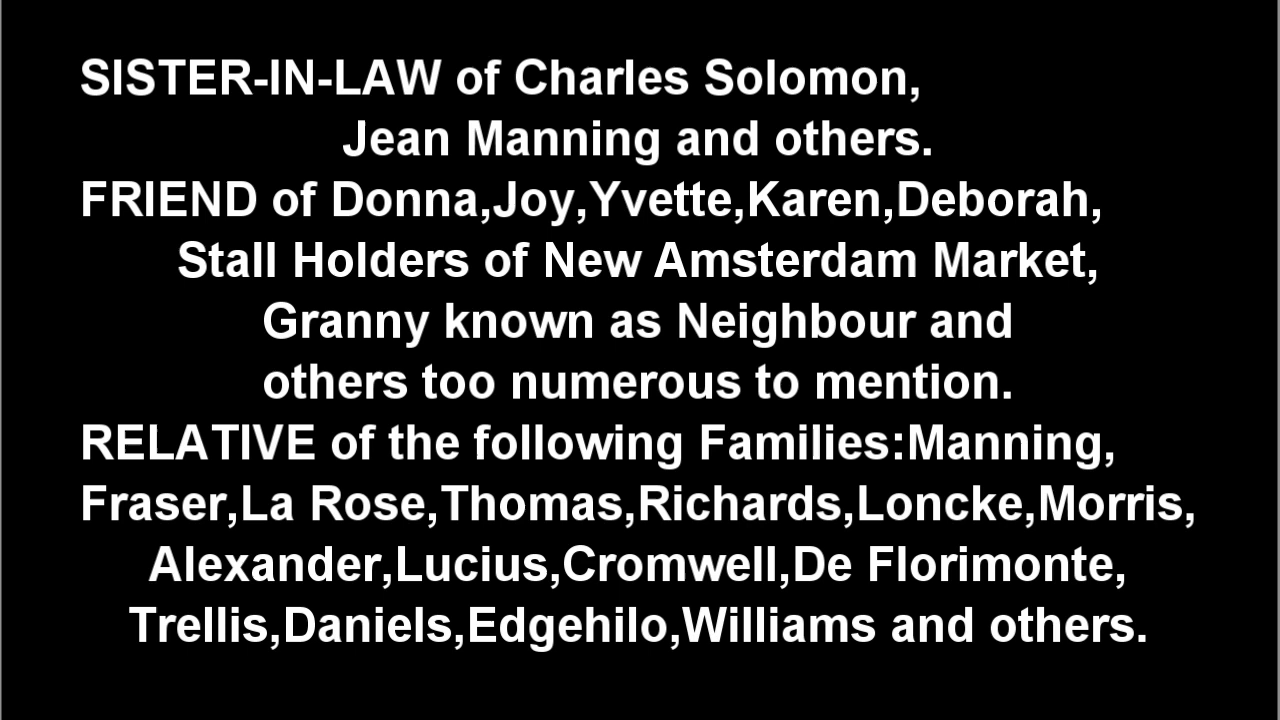 SISTER-IN-LAW of Charles Solomon,
Jean Manning and others.
FRIEND of Donna,Joy,Yvette,Karen,Deborah,
Stall Holders of New Amsterdam Market,
Granny known as Neighbour and
others too numerous to mention.
RELATIVE of the following Families:Manning,
Fraser,La Rose,Thomas,Richards,Loncke,Morris,
Alexander,Lucius,Cromwell,De Florimonte,
Trellis,Daniels,Edgehilo,Williams and others.